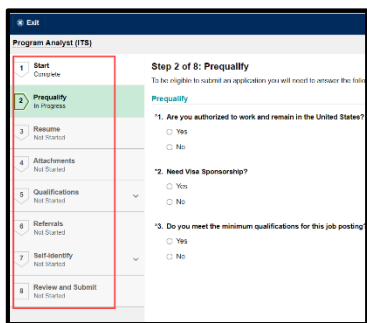 Exit
Program Analyst (ITS)
1 Start
Complete
2 Prequalify
In Progress
3 Resume
Not Started
4 Attachments
Not Started
5 Qualifications
Not Started
6 Referrals
Not Started
7 Self-Identify
Not Started
8 Review and Submit
Not Started
Step 2 of 8: Prequalify
To be eligible to submit an application you will need to answer the follo
Prequalify
*1. Are you authorized to work and remain in the United States?
Yes
No
*2. Need Visa Sponsorship?
Yes
No
*3. Do you meet the minimum qualifications for this job posting?
Yes
No